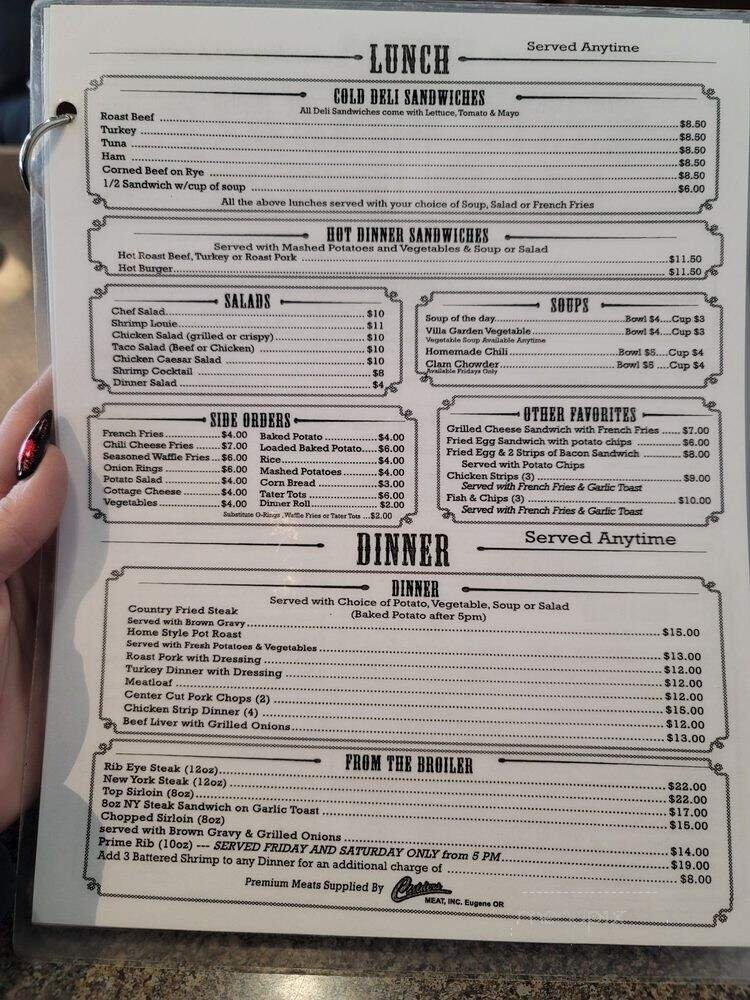 LUNCH Served Anytime
COLD DELI SANDWICHES
All Deli Sandwiches come with Lettuce, Tomato & Mayo
Roast Beef $8.50
Turkey $8.50
Tuna $8.50
Ham $8.50
Corned Beef on Rye $8.50
1/2 Sandwich w/cup of soup $6.00
All the above lunches served with your choice of Soup, Salad or French Fries
HOT DINNER SANDWICHES
Served with Mashed Potatoes and Vegetables & Soup or Salad
Hot Roast Beef, Turkey or Roast Pork $11.50
Hot Burger $11.50
SALADS
Chef Salad $10
Shrimp Louie $11
Chicken Salad (grilled or crispy) $10
Taco Salad (Beef or Chicken) $10
Chicken Caesar Salad $10
Shrimp Cocktail $8
Dinner Salad $4
SOUPS
Soup of the day Bowl $4....Cup $3
Villa Garden Vegetable Bowl $4....Cup $3
Vegetable Soup Available Anytime
Homemade Chili Bowl $5....Cup $4
Clam Chowder Bowl $5 ....Cup $4
Available Fridays Only
SIDE ORDERS
French Fries $4.00
Chili Cheese Fries $7.00
Seasoned Waffle Fries $6.00
Onion Rings $6.00
Potato Salad $4.00
Cottage Cheese $4.00
Vegetables $4.00
Baked Potato $4.00
Loaded Baked Potato $6.00
Rice $4.00
Mashed Potatoes $4.00
Corn Bread $3.00
Tater Tots $6.00
Dinner Roll $2.00
Substitute O-Rings, Waffle Fries or Tater Tots ...$2.00
OTHER FAVORITES
Grilled Cheese Sandwich with French Fries $7.00
Fried Egg Sandwich with potato chips $6.00
Fried Egg & 2 Strips of Bacon Sandwich $8.00
Served with Potato Chips
Chicken Strips (3) $9.00
Served with French Fries & Garlic Toast
Fish & Chips (3) $10.00
Served with French Fries & Garlic Toast
DINNER Served Anytime
DINNER
Served with Choice of Potato, Vegetable, Soup or Salad
(Baked Potato after 5pm)
Country Fried Steak
Served with Brown Gravy $15.00
Home Style Pot Roast
Served with Fresh Potatoes & Vegetables $13.00
Roast Pork with Dressing $12.00
Turkey Dinner with Dressing $12.00
Meatloaf $12.00
Center Cut Pork Chops (2) $15.00
Chicken Strip Dinner (4) $12.00
Beef Liver with Grilled Onions $13.00
FROM THE BROILER
Rib Eye Steak (12oz) $22.00
New York Steak (12oz) $22.00
Top Sirloin (8oz) $17.00
8oz NY Steak Sandwich on Garlic Toast $15.00
Chopped Sirloin (8oz)
served with Brown Gravy & Grilled Onions $14.00
Prime Rib (10oz) --- SERVED FRIDAY AND SATURDAY ONLY from 5 PM $19.00
Add 3 Battered Shrimp to any Dinner for an additional charge of $8.00
Premium Meats Supplied By
MEAT, INC. Eugene OR